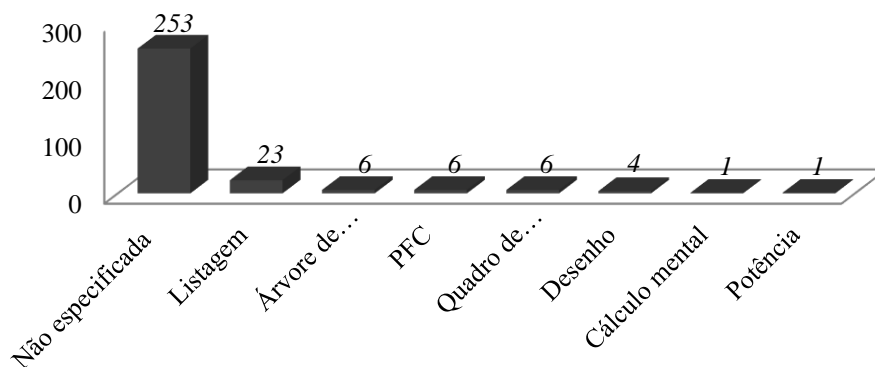 300
200
100
0
253
23
6
6
6
4
1
1
Não especificada
Listagem
Árvore de…
PFC
Quadro de…
Desenho
Cálculo mental
Potência